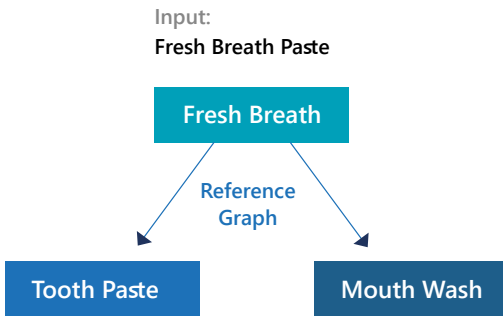 Input:
Fresh Breath Paste
Fresh Breath
Reference
Graph
Tooth Paste
Mouth Wash